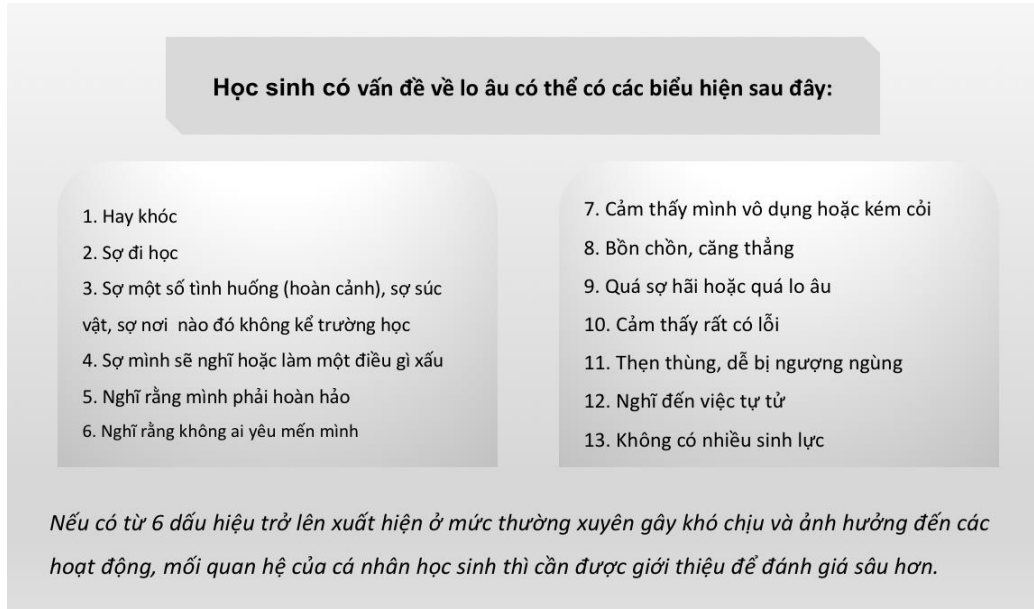 Học sinh có vấn đề về lo âu có thể có các biểu hiện sau đây:
1. Hay khóc
2. Sợ đi học
3. Sợ một số tình huống (hoàn cảnh), sợ súc
vật, sợ nơi nào đó không kể trường học
4. Sợ mình sẽ nghĩ hoặc làm một điều gì xấu
5. Nghĩ rằng mình phải hoàn hảo
6. Nghĩ rằng không ai yêu mến mình
7. Cảm thấy mình vô dụng hoặc kém cỏi
8. Bồn chồn, căng thẳng
9. Quá sợ hãi hoặc quá lo âu
10. Cảm thấy rất có lỗi
11. Thẹn thùng, dễ bị ngượng ngùng
12. Nghĩ đến việc tự tử
13. Không có nhiều sinh lực
Nếu có từ 6 dấu hiệu trở lên xuất hiện ở mức thường xuyên gây khó chịu và ảnh hưởng đến các
hoạt động, mối quan hệ của cá nhân học sinh thì cần được giới thiệu để đánh giá sâu hơn.